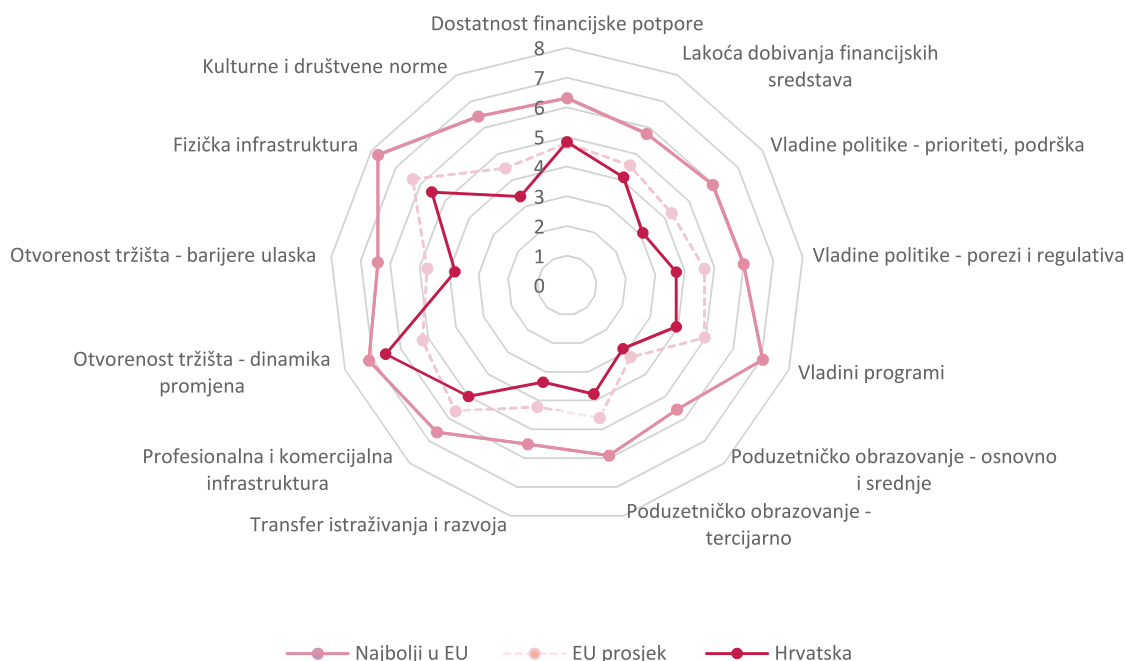 Dostatnost financijske potpore
Lakoća dobivanja financijskih
sredstava
Vladine politike - prioriteti, podrška
Vladine politike - porezi i regulativa
Vladini programi
Poduzetničko obrazovanje - osnovno
i srednje
Poduzetničko obrazovanje -
tercijarno
Transfer istraživanja i razvoja
Profesionalna i komercijalna
infrastruktura
Otvorenost tržišta - dinamika
promjena
Otvorenost tržišta - barijere ulaska
Fizička infrastruktura
Kulturne i društvene norme
8
7
6
5
4
3
2
1
0
Najbolji u EU
EU prosjek
Hrvatska